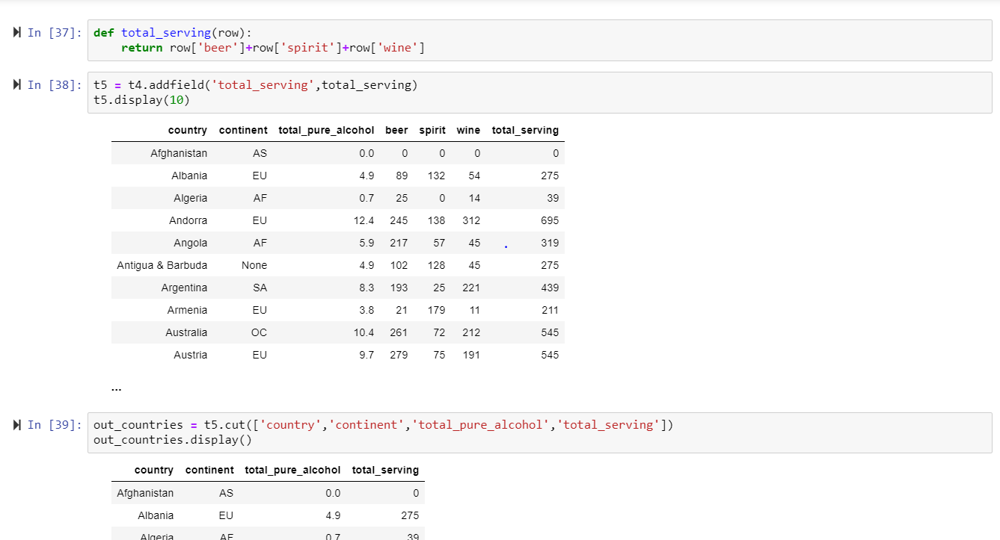 In [37]: def total_serving(row):
    return row['beer']+row['spirit']+row['wine']
In [38]: t5 = t4.addfield('total_serving',total_serving)
t5.display(10)
country continent total_pure_alcohol beer spirit wine total_serving
Afghanistan AS 0.0 0 0 0 0
Albania EU 4.9 89 132 54 275
Algeria AF 0.7 25 0 14 39
Andorra EU 12.4 245 138 312 695
Angola AF 5.9 217 57 45 319
Antigua & Barbuda None 4.9 102 128 45 275
Argentina SA 8.3 193 25 221 439
Armenia EU 3.8 21 179 11 211
Australia OC 10.4 261 72 212 545
Austria EU 9.7 279 75 191 545
...
In [39]: out_countries = t5.cut(['country','continent','total_pure_alcohol','total_serving'])
out_countries.display()
country continent total_pure_alcohol total_serving
Afghanistan AS 0.0 0
Albania EU 4.9 275
Algeria AF 0.7 39